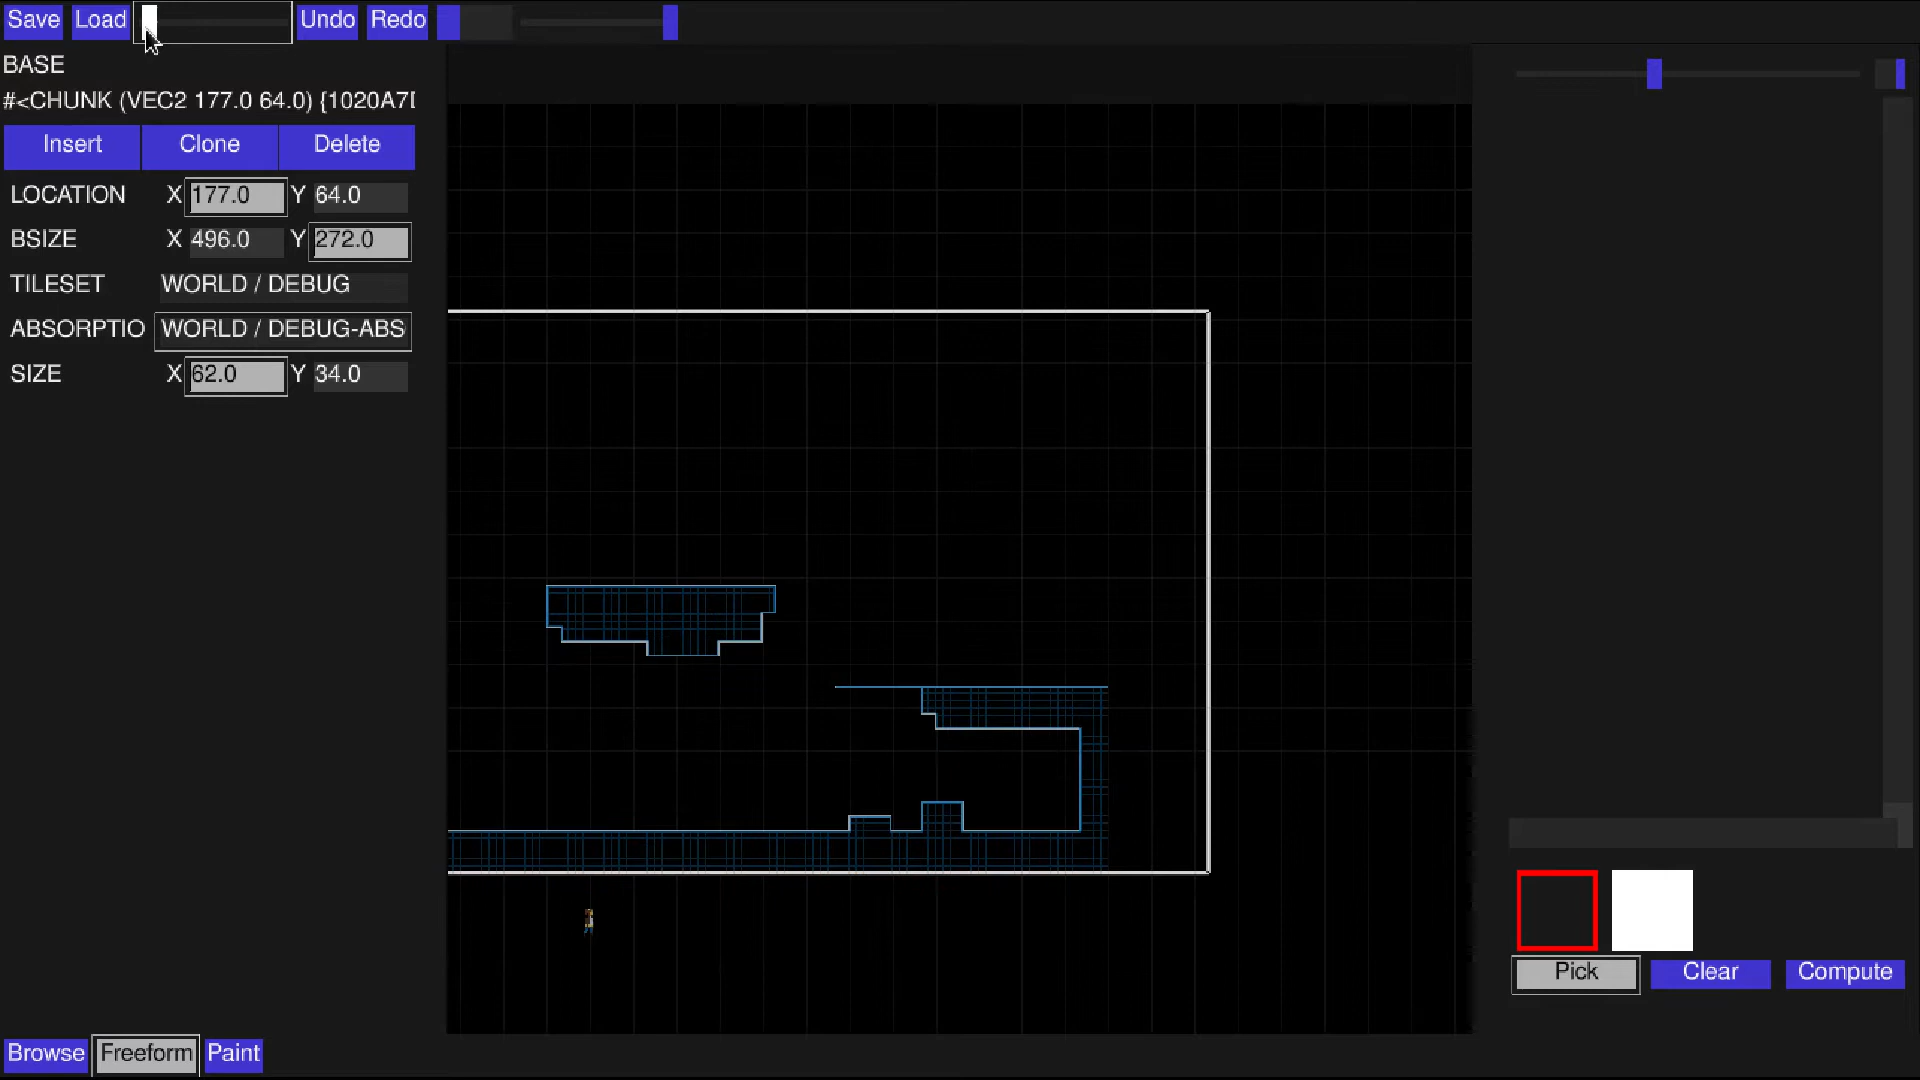 Save Load Undo Redo
BASE
#<CHUNK (VEC2 177.0 64.0) {1020A7
Insert Clone Delete
LOCATION X 177.0 Y 64.0
BSIZE X 496.0 Y 272.0
TILESET WORLD / DEBUG
ABSORPTIO WORLD / DEBUG-ABS
SIZE X 62.0 Y 34.0
Pick Clear Compute
Browse Freeform Paint